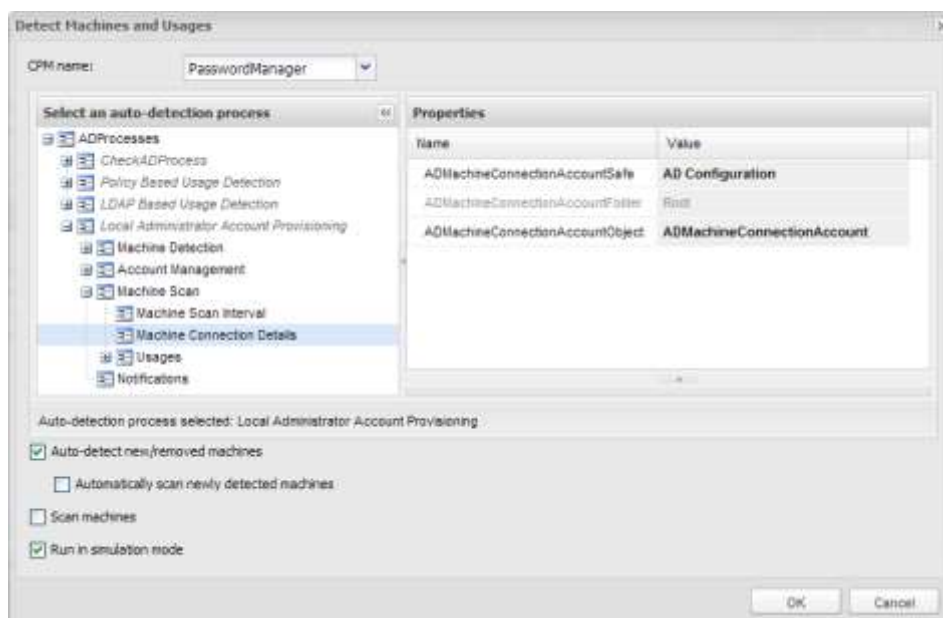 Detect Machines and Usages
CPM name: PasswordManager
Select an auto-detection process
ADProcesses
CheckADProcess
Policy Based Usage Detection
LDAP Based Usage Detection
Local Administrator Account Provisioning
Machine Detection
Account Management
Machine Scan
Machine Scan Interval
Machine Connection Details
Usages
Notifications
Properties
Name Value
ADMachineConnectionAccountSafe AD Configuration
ADMachineConnectionAccountFolder Root
ADMachineConnectionAccountObject ADMachineConnectionAccount
Auto-detection process selected: Local Administrator Account Provisioning
Auto-detect new/removed machines
Automatically scan newly detected machines
Scan machines
Run in simulation mode
OK Cancel